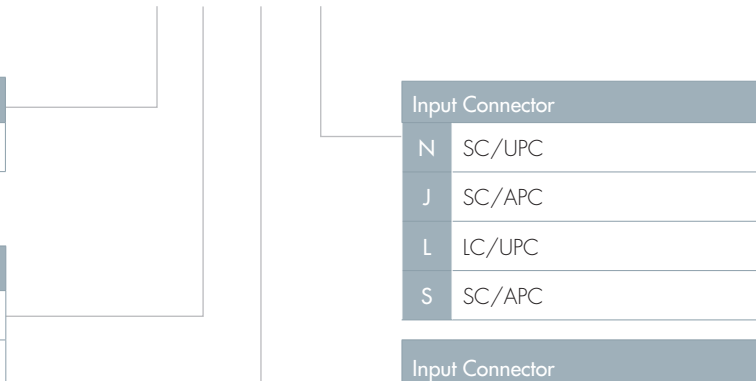 Input Connector
N SC/UPC
J SC/APC
L LC/UPC
S SC/APC
Input Connector